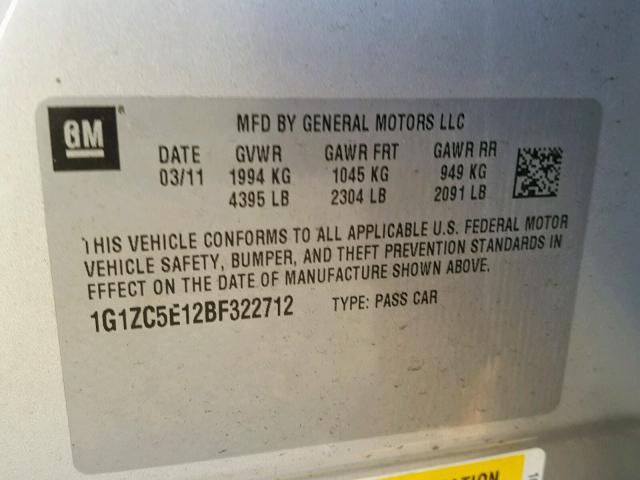 GM
MFD BY GENERAL MOTORS LLC
DATE GVWR GAWR FRT GAWR RR
03/11 1994 KG 1045 KG 949 KG
4395 LB 2304 LB 2091 LB
THIS VEHICLE CONFORMS TO ALL APPLICABLE U.S. FEDERAL MOTOR
VEHICLE SAFETY, BUMPER, AND THEFT PREVENTION STANDARDS IN
EFFECT ON THE DATE OF MANUFACTURE SHOWN ABOVE.
1G1ZC5E12BF322712 TYPE: PASS CAR